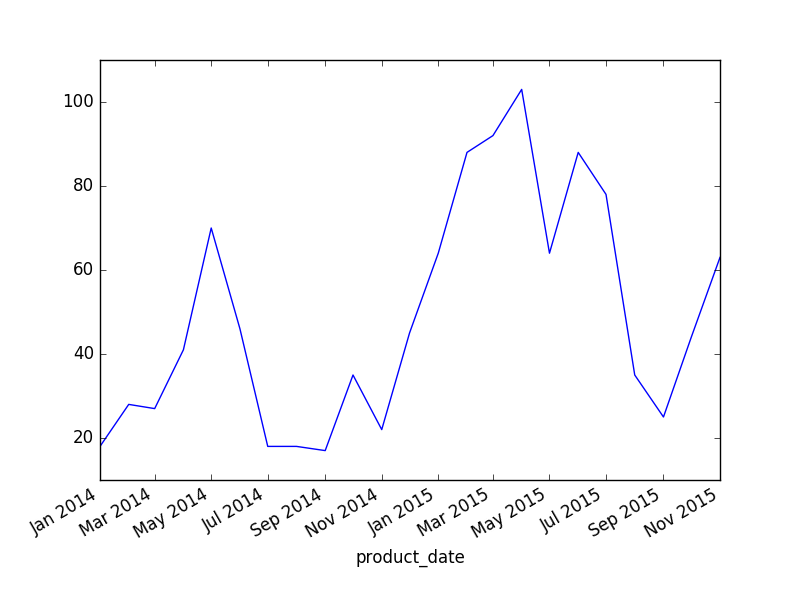 100
80
60
40
20
Jan 2014
Mar 2014
May 2014
Jul 2014
Sep 2014
Nov 2014
Jan 2015
Mar 2015
May 2015
Jul 2015
Sep 2015
Nov 2015
product_date